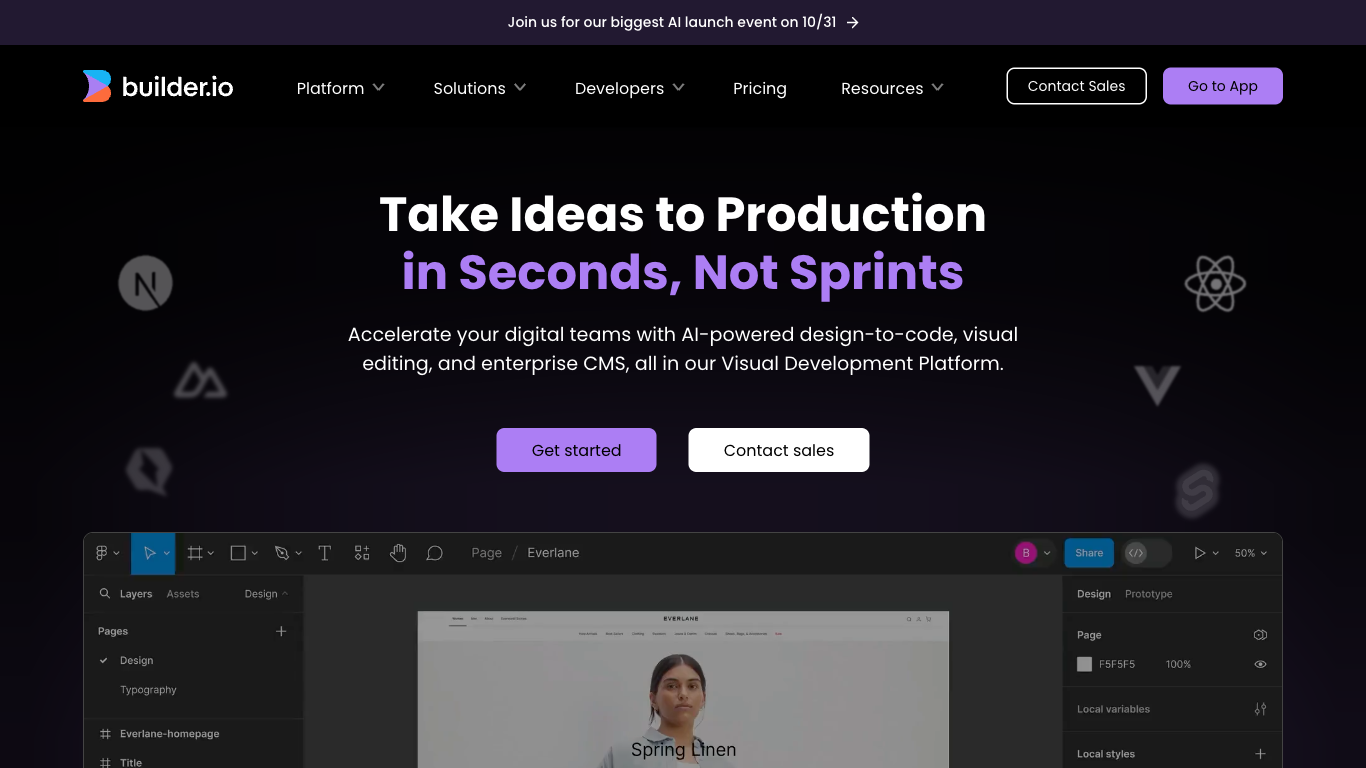 Join us for our biggest AI launch event on 10/31
builder.io
Platform
Solutions
Developers
Pricing
Resources
Contact Sales
Go to App
Take Ideas to Production
in Seconds, Not Sprints
Accelerate your digital teams with AI-powered design-to-code, visual
editing, and enterprise CMS, all in our Visual Development Platform.
Get started
Contact sales
Page / Everlane
B
Share
</>
50%
Layers
Assets
Design
Pages
Design
Typography
Everlane-homepage
Title
EVERLANE
Spring Linen
Design
Prototype
Page
F5F5F5
100%
Local variables
Local styles